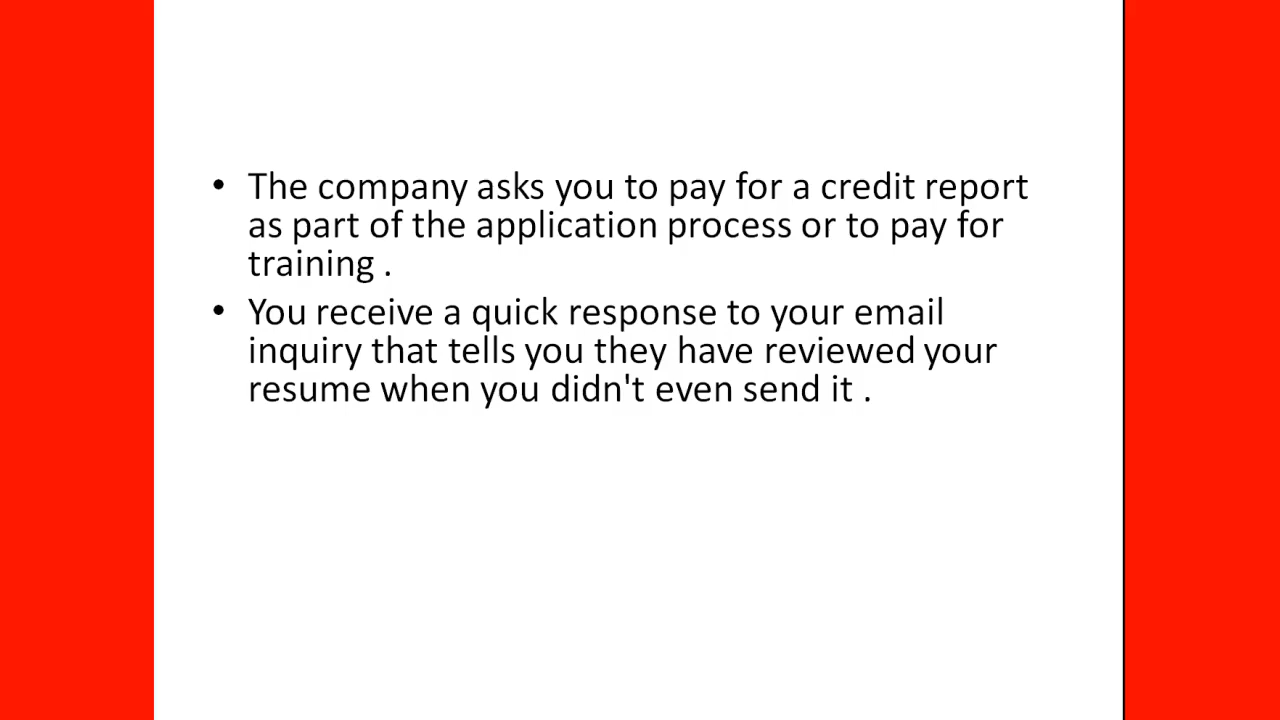 • The company asks you to pay for a credit report
as part of the application process or to pay for
training .
• You receive a quick response to your email
inquiry that tells you they have reviewed your
resume when you didn't even send it .